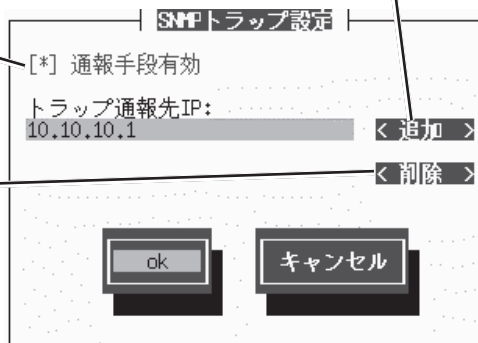 SNMPトラップ設定
[*] 通報手段有効
トラップ通報先IP:
10.10.10.1 < 追加 >
< 削除 >
ok キャンセル